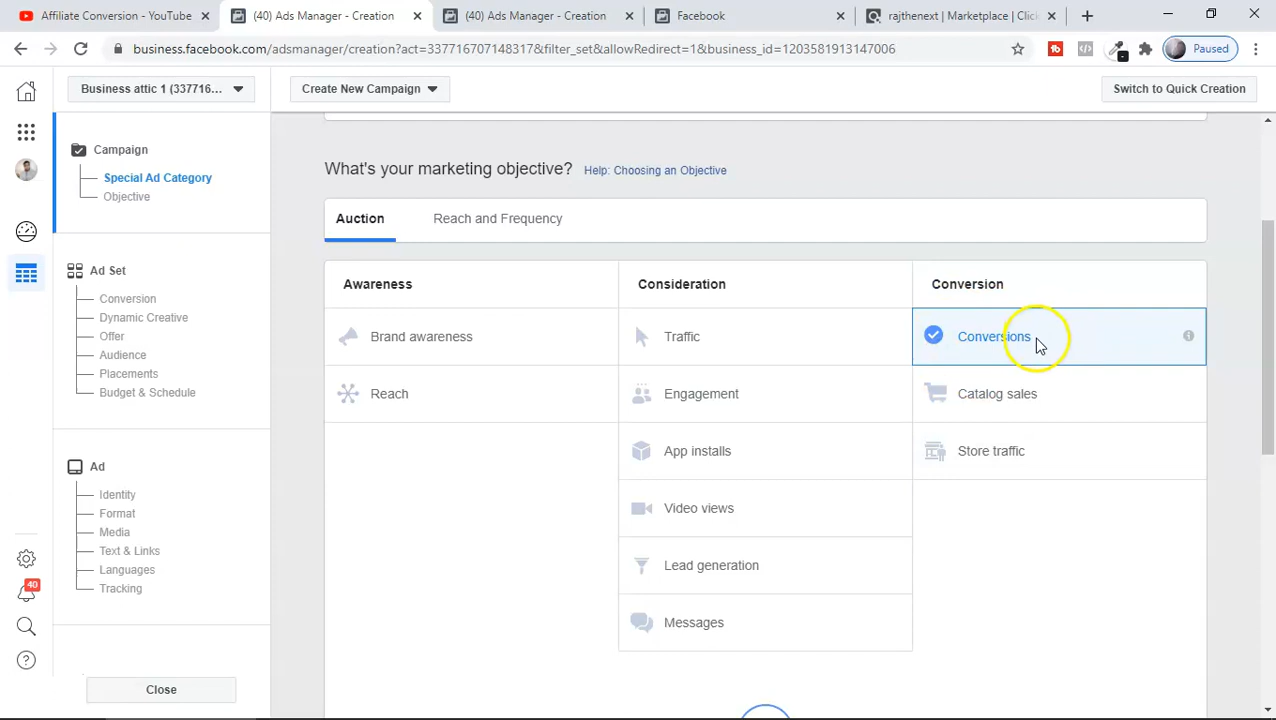 Affiliate Conversion - YouTube
(40) Ads Manager - Creation
(40) Ads Manager - Creation
Facebook
rajthenext | Marketplace | Click
business.facebook.com/adsmanager/creation?act=337716707148317&filter_set&allowRedirect=1&business_id=1203581913147006
Paused
Business attic 1 (337716...
Create New Campaign
Switch to Quick Creation
Campaign
Special Ad Category
Objective
Ad Set
Conversion
Dynamic Creative
Offer
Audience
Placements
Budget & Schedule
Ad
Identity
Format
Media
Text & Links
Languages
Tracking
40
Close
What's your marketing objective? Help: Choosing an Objective
Auction
Reach and Frequency
Awareness
Consideration
Conversion
Brand awareness
Traffic
Conversions
Reach
Engagement
Catalog sales
App installs
Store traffic
Video views
Lead generation
Messages